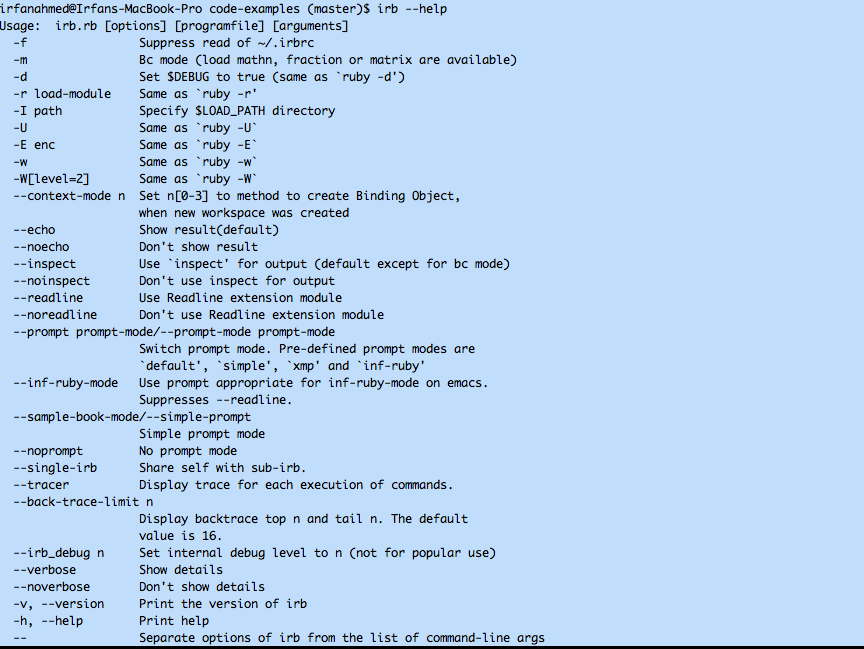 irfanahmed@Irfans-MacBook-Pro code-examples (master)$ irb --help
Usage:  irb.rb [options] [programfile] [arguments]
  -f                Suppress read of ~/.irbrc
  -m                Bc mode (load mathn, fraction or matrix are available)
  -d                Set $DEBUG to true (same as `ruby -d')
  -r load-module    Same as `ruby -r'
  -I path           Specify $LOAD_PATH directory
  -U                Same as `ruby -U`
  -E enc            Same as `ruby -E`
  -w                Same as `ruby -w`
  -W[level=2]       Same as `ruby -W`
  --context-mode n  Set n[0-3] to method to create Binding Object,
                    when new workspace was created
  --echo            Show result(default)
  --noecho          Don't show result
  --inspect         Use `inspect' for output (default except for bc mode)
  --noinspect       Don't use inspect for output
  --readline        Use Readline extension module
  --noreadline      Don't use Readline extension module
  --prompt prompt-mode/--prompt-mode prompt-mode
                    Switch prompt mode. Pre-defined prompt modes are
                    `default', `simple', `xmp' and `inf-ruby'
  --inf-ruby-mode   Use prompt appropriate for inf-ruby-mode on emacs.
                    Suppresses --readline.
  --sample-book-mode/--simple-prompt
                    Simple prompt mode
  --noprompt        No prompt mode
  --single-irb      Share self with sub-irb.
  --tracer          Display trace for each execution of commands.
  --back-trace-limit n
                    Display backtrace top n and tail n. The default
                    value is 16.
  --irb_debug n     Set internal debug level to n (not for popular use)
  --verbose         Show details
  --noverbose       Don't show details
  -v, --version     Print the version of irb
  -h, --help        Print help
  --                Separate options of irb from the list of command-line args